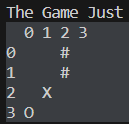 The Game Just
  0 1 2 3
0     #
1     #
2   X
3 O